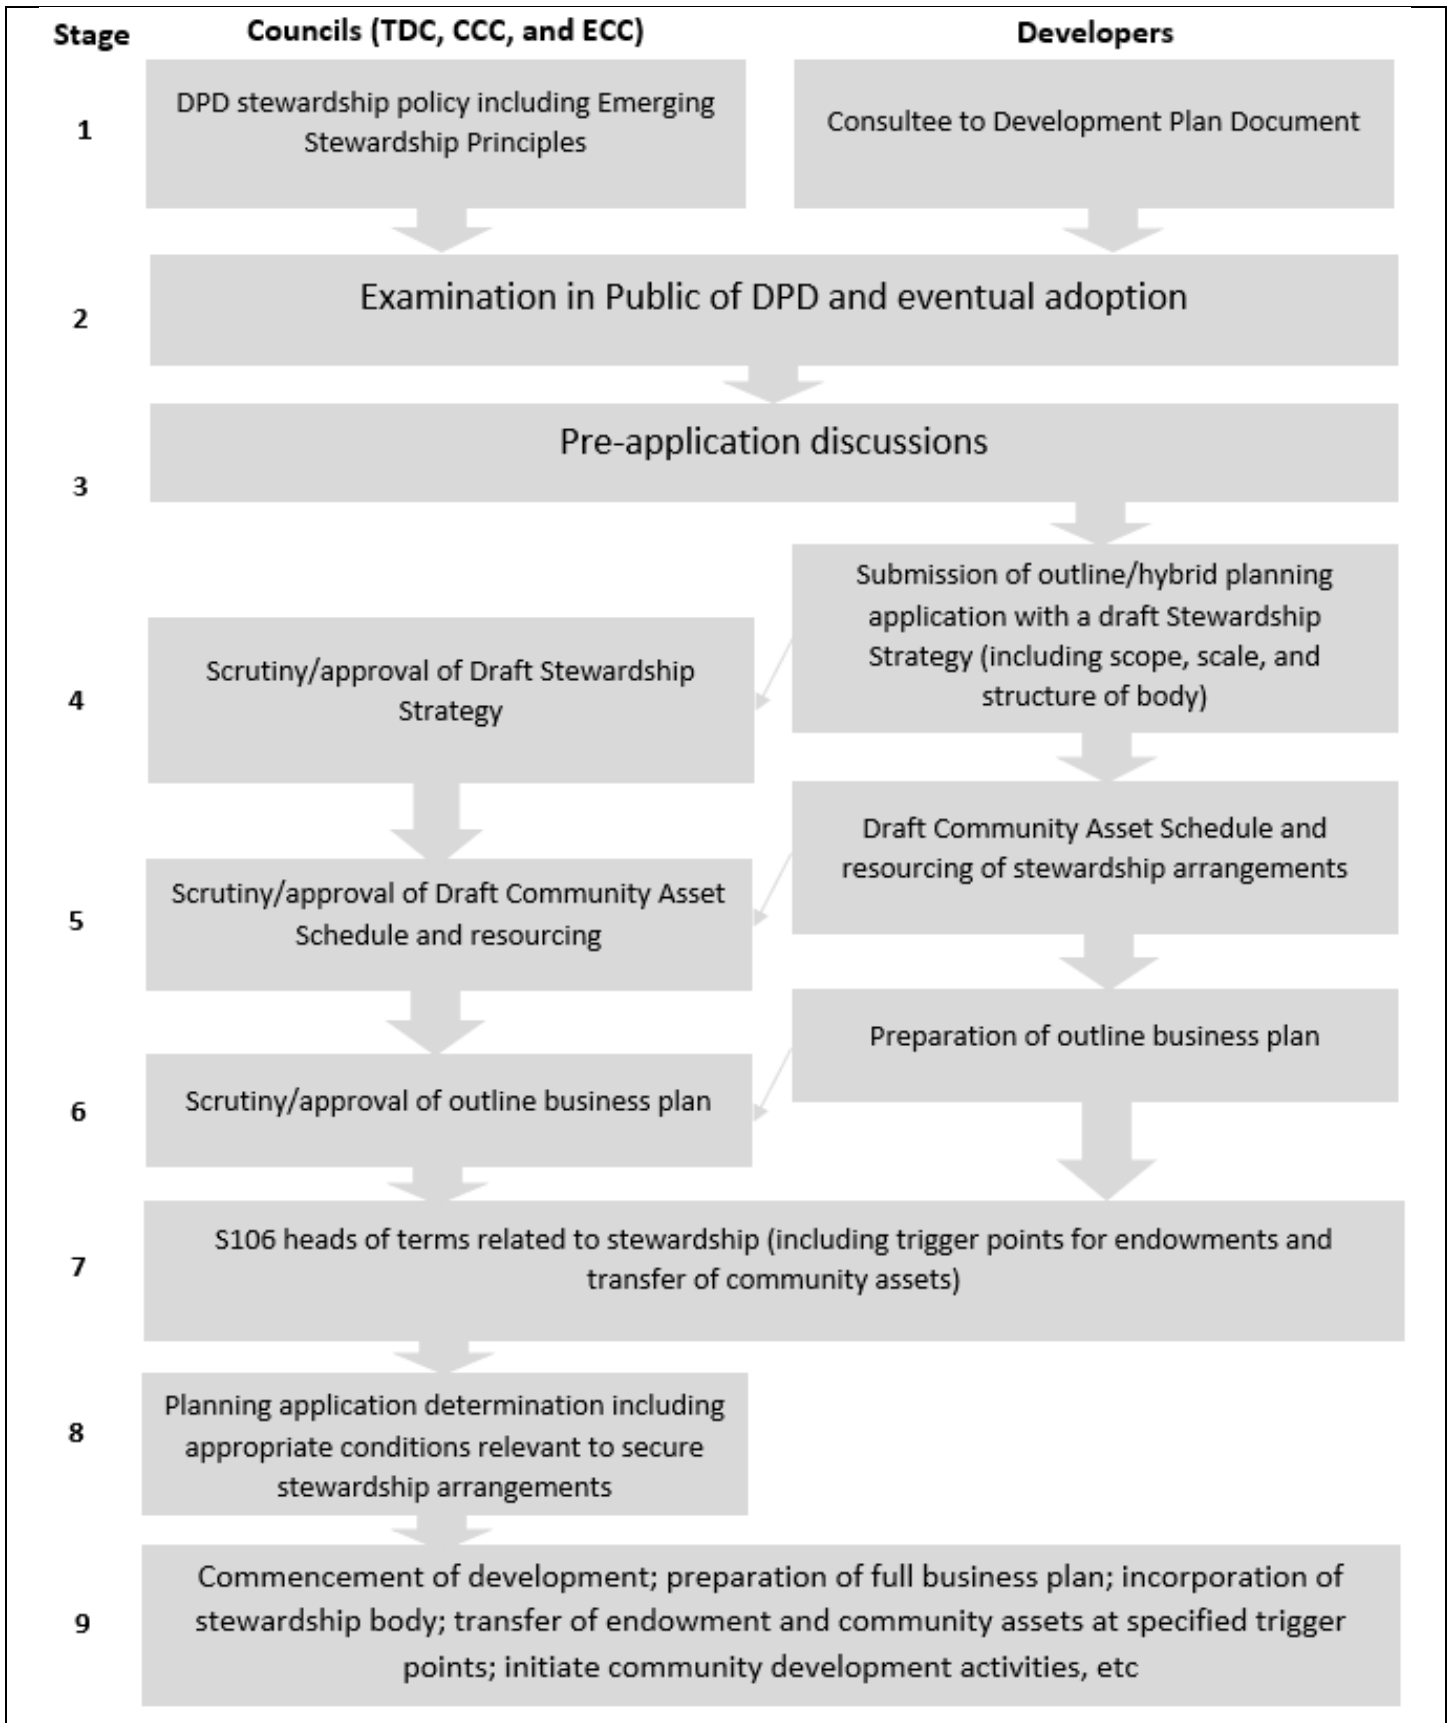 Stage
Councils (TDC, CCC, and ECC)
Developers
1
DPD stewardship policy including Emerging
Stewardship Principles
Consultee to Development Plan Document
2
Examination in Public of DPD and eventual adoption
3
Pre-application discussions
Submission of outline/hybrid planning
application with a draft Stewardship
Strategy (including scope, scale, and
structure of body)
4
Scrutiny/approval of Draft Stewardship
Strategy
Draft Community Asset Schedule and
resourcing of stewardship arrangements
5
Scrutiny/approval of Draft Community Asset
Schedule and resourcing
Preparation of outline business plan
6
Scrutiny/approval of outline business plan
7
S106 heads of terms related to stewardship (including trigger points for endowments and
transfer of community assets)
8
Planning application determination including
appropriate conditions relevant to secure
stewardship arrangements
9
Commencement of development; preparation of full business plan; incorporation of
stewardship body; transfer of endowment and community assets at specified trigger
points; initiate community development activities, etc